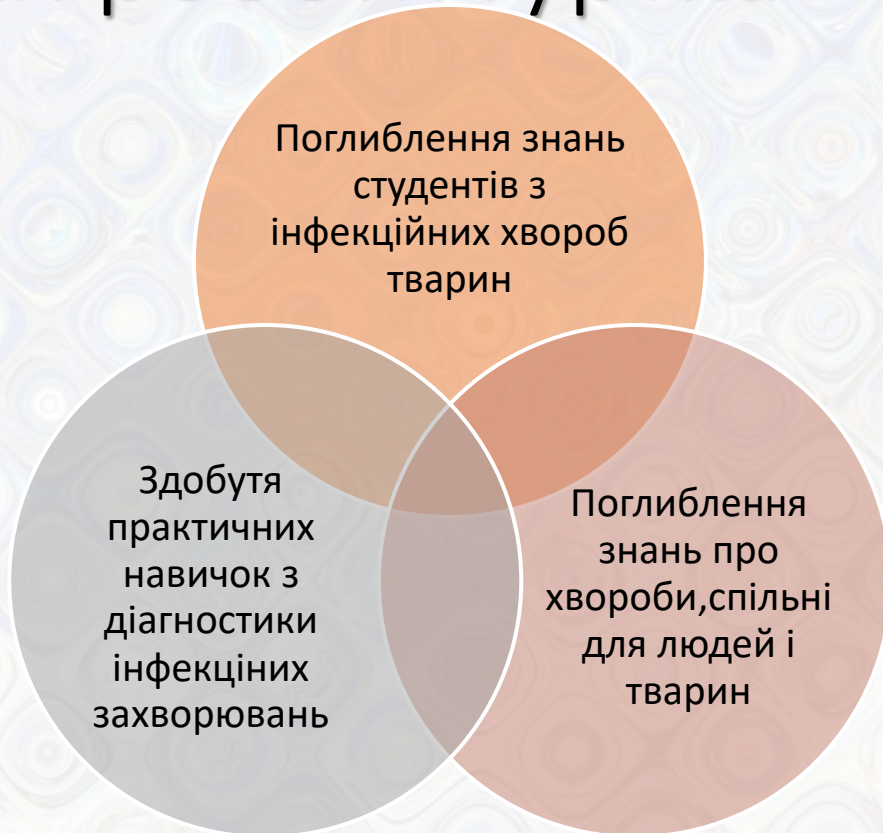 Поглиблення знань
студентів з
інфекційних хвороб
тварин
Здобутя
практичних
навичок з
діагностики
інфекціних
захворювань
Поглиблення
знань про
хвороби,спільні
для людей і
тварин